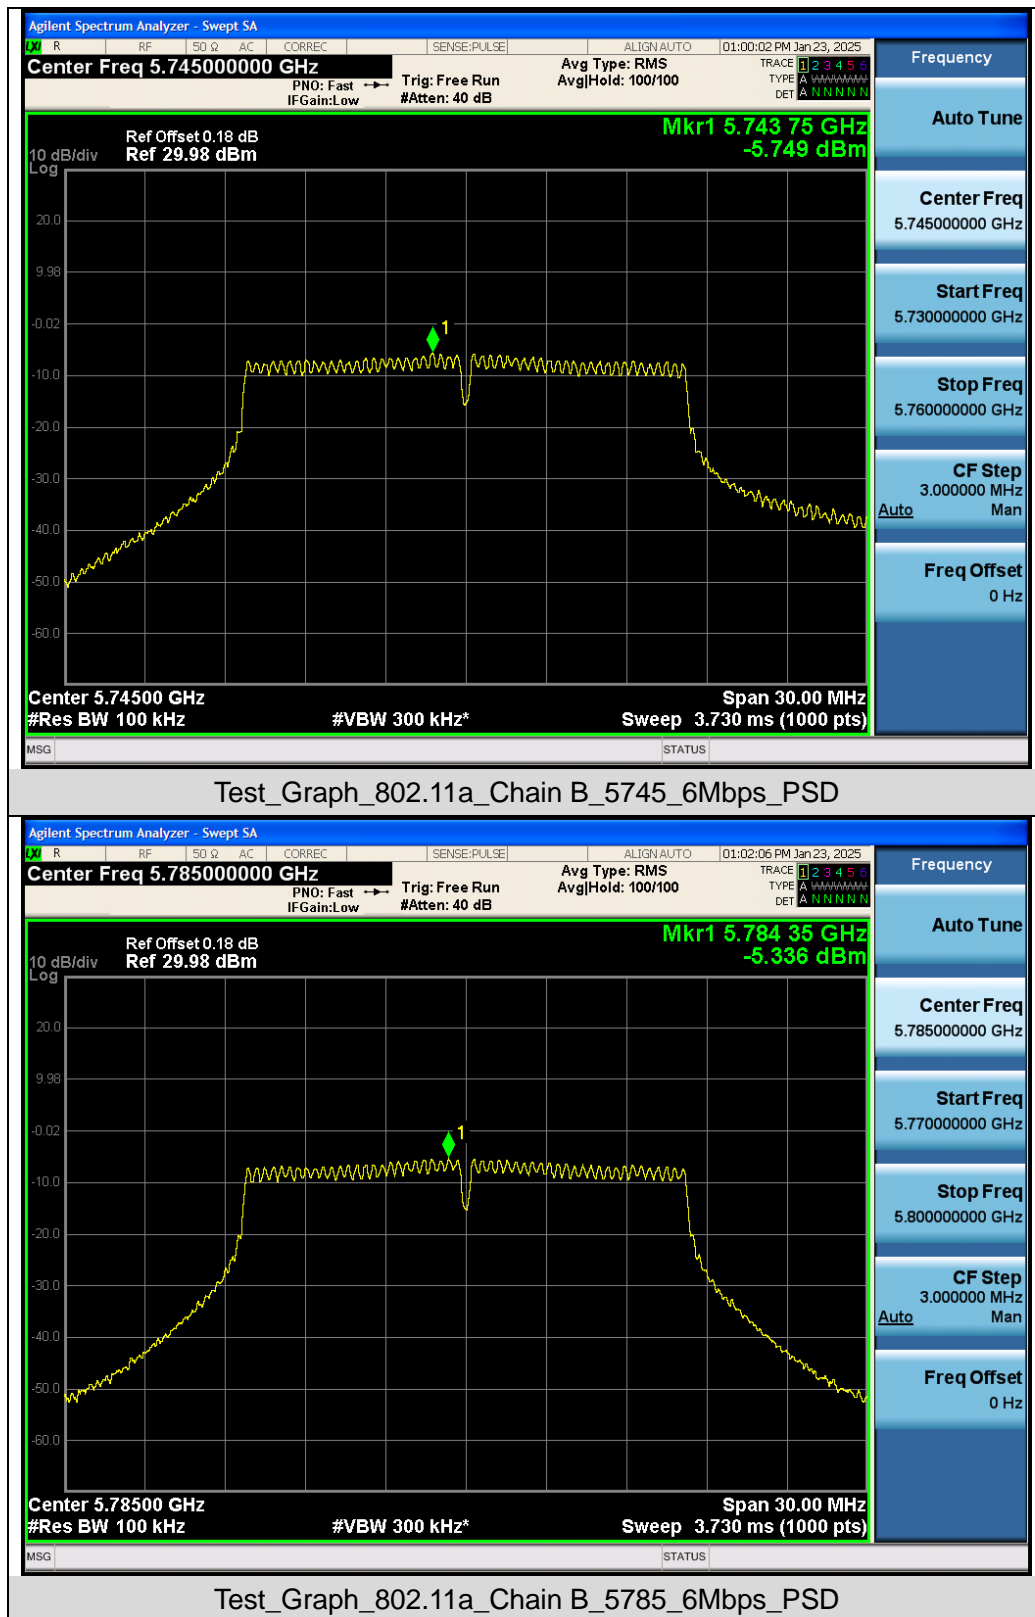 Agilent Spectrum Analyzer - Swept SA
LXI R RF 50 Ω AC CORREC SENSE:PULSE ALIGN AUTO 01:00:02 PM Jan 23, 2025
Center Freq 5.745000000 GHz
PNO: Fast
IFGain:Low
Trig: Free Run
#Atten: 40 dB
Avg Type: RMS
Avg|Hold: 100/100
TRACE 1 2 3 4 5 6
TYPE A WWWWW
DET A N N N N N
Frequency
Auto Tune
Center Freq
5.745000000 GHz
Start Freq
5.730000000 GHz
Stop Freq
5.760000000 GHz
CF Step
3.000000 MHz
Auto Man
Freq Offset
0 Hz
Mkr1 5.743 75 GHz
-5.749 dBm
Ref Offset 0.18 dB
10 dB/div Ref 29.98 dBm
Log
20.0
9.98
-0.02
-10.0
-20.0
-30.0
-40.0
-50.0
-60.0
1
Center 5.74500 GHz Span 30.00 MHz
#Res BW 100 kHz #VBW 300 kHz* Sweep 3.730 ms (1000 pts)
MSG STATUS
Test_Graph_802.11a_Chain B_5745_6Mbps_PSD
Agilent Spectrum Analyzer - Swept SA
LXI R RF 50 Ω AC CORREC SENSE:PULSE ALIGN AUTO 01:02:06 PM Jan 23, 2025
Center Freq 5.785000000 GHz
PNO: Fast
IFGain:Low
Trig: Free Run
#Atten: 40 dB
Avg Type: RMS
Avg|Hold: 100/100
TRACE 1 2 3 4 5 6
TYPE A WWWWW
DET A N N N N N
Frequency
Auto Tune
Center Freq
5.785000000 GHz
Start Freq
5.770000000 GHz
Stop Freq
5.800000000 GHz
CF Step
3.000000 MHz
Auto Man
Freq Offset
0 Hz
Mkr1 5.784 35 GHz
-5.336 dBm
Ref Offset 0.18 dB
10 dB/div Ref 29.98 dBm
Log
20.0
9.98
-0.02
-10.0
-20.0
-30.0
-40.0
-50.0
-60.0
1
Center 5.78500 GHz Span 30.00 MHz
#Res BW 100 kHz #VBW 300 kHz* Sweep 3.730 ms (1000 pts)
MSG STATUS
Test_Graph_802.11a_Chain B_5785_6Mbps_PSD